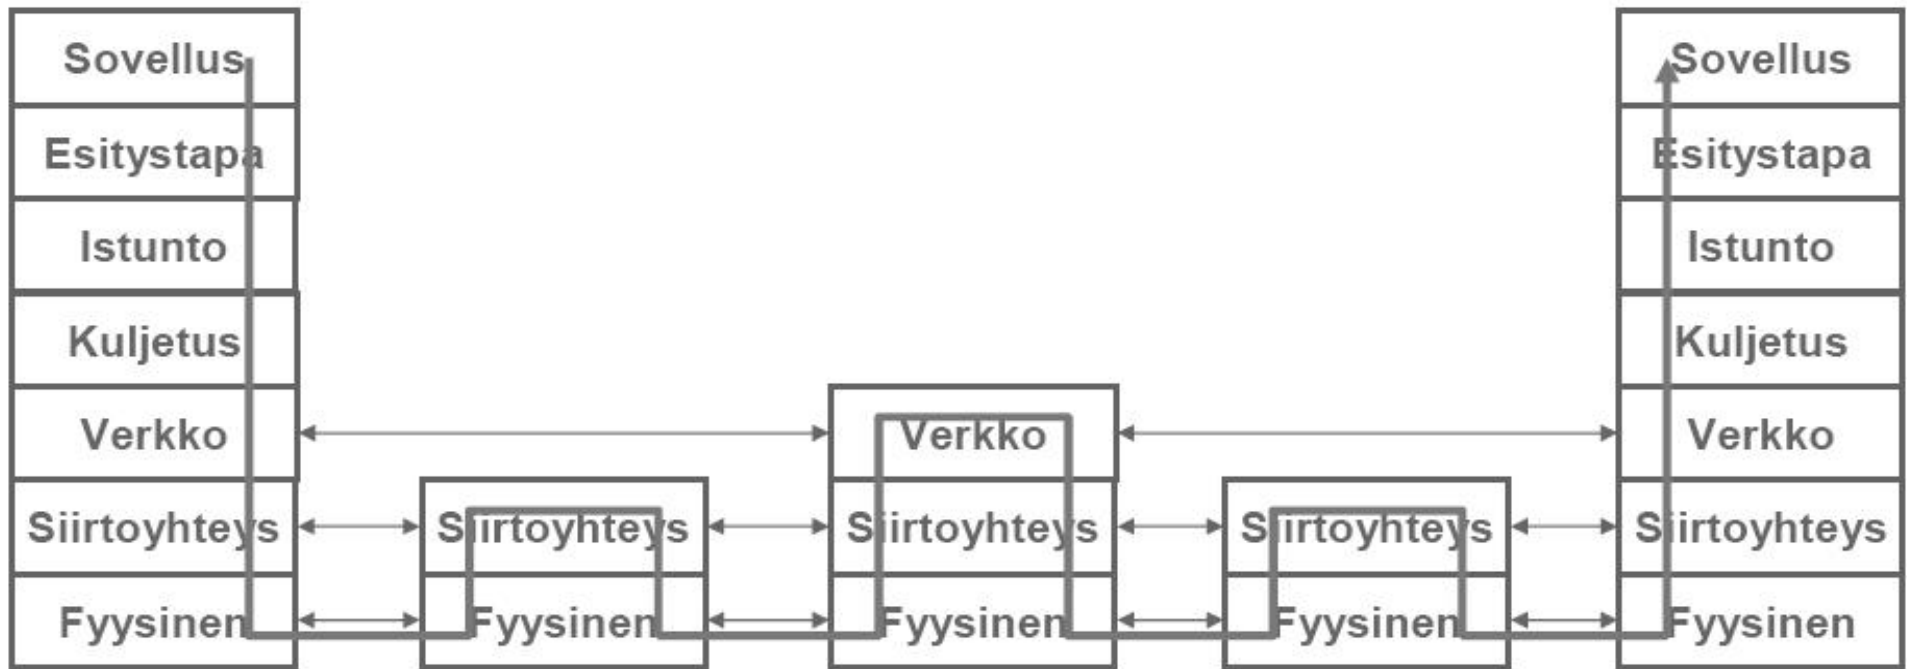 Sovellus
Sovellus
Esitystapa
Esitystapa
Istunto
Istunto
Kuljetus
Kuljetus
Verkko
Verkko
Verkko
Siirtoyhteys
Siirtoyhteys
Siirtoyhteys
Siirtoyhteys
Siirtoyhteys
Fyysinen
Fyysinen
Fyysinen
Fyysinen
Fyysinen